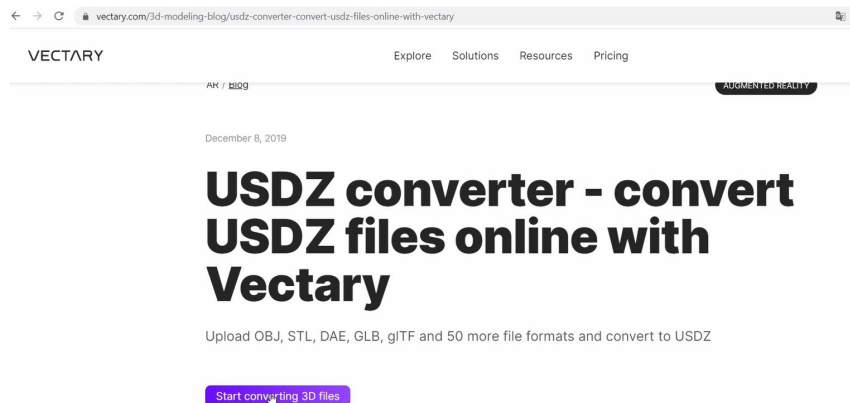 vectary.com/3d-modeling-blog/usdz-converter-convert-usdz-files-online-with-vectary
VECTARY
Explore Solutions Resources Pricing
AR / Blog
AUGMENTED REALITY
December 8, 2019
USDZ converter - convert
USDZ files online with
Vectary
Upload OBJ, STL, DAE, GLB, glTF and 50 more file formats and convert to USDZ
Start converting 3D files